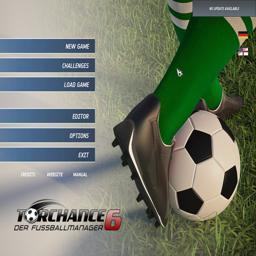 NO UPDATE AVAILABLE
NEW GAME
CHALLENGES
LOAD GAME
EDITOR
OPTIONS
EXIT
CREDITS WEBSITE MANUAL
TORCHANCE 6
DER FUSSBALLMANAGER